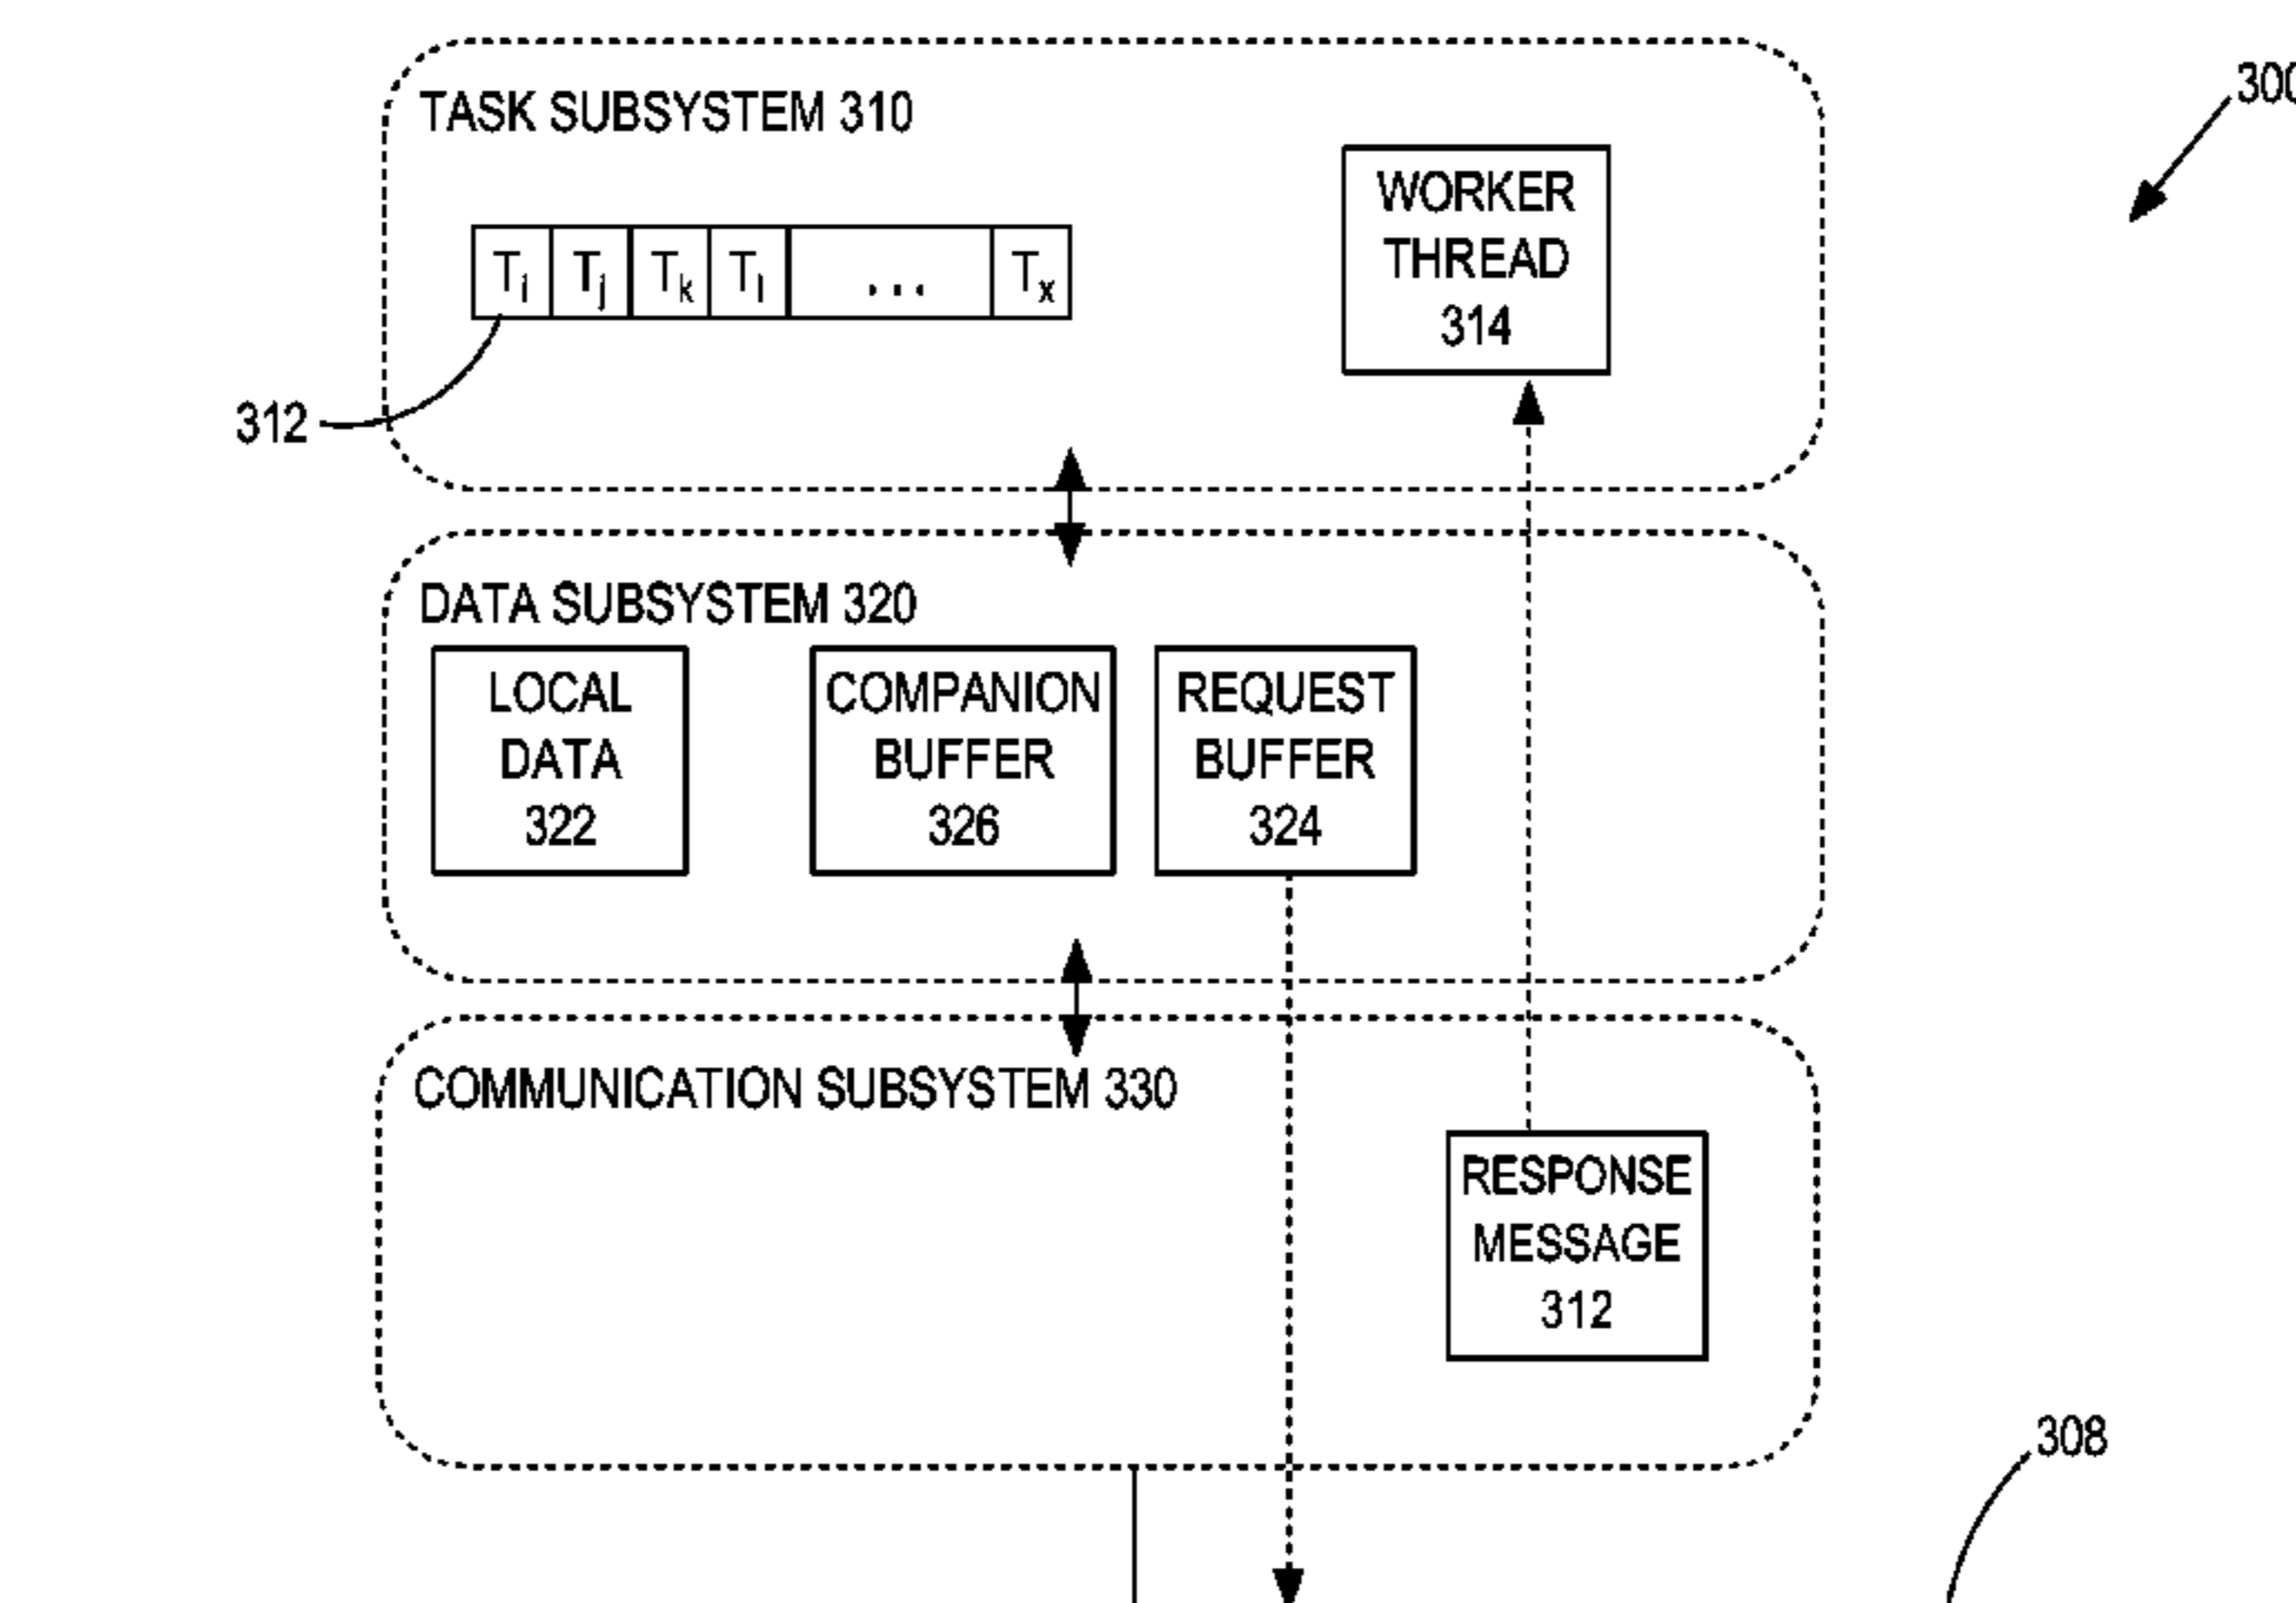 300
TASK SUBSYSTEM 310
WORKER
THREAD
314
Ti Tj Tk Tl ... Tx
312
DATA SUBSYSTEM 320
LOCAL
DATA
322
COMPANION
BUFFER
326
REQUEST
BUFFER
324
COMMUNICATION SUBSYSTEM 330
RESPONSE
MESSAGE
312
308